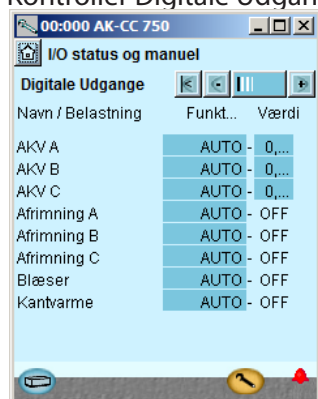 Kontroller Digitale Udgan
00:000 AK-CC 750
I/O status og manuel
Digitale Udgange
Navn / Belastning Funkt... Værdi
AKV A AUTO - 0,...
AKV B AUTO - 0,...
AKV C AUTO - 0,...
Afrimning A AUTO - OFF
Afrimning B AUTO - OFF
Afrimning C AUTO - OFF
Blæser AUTO - OFF
Kantvarme AUTO - OFF